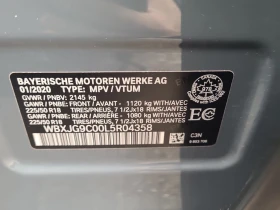 BAYERISCHE MOTOREN WERKE AG
01/2020 TYPE: MPV / VTUM
GVWR / PNBV: 2145 kg
GAWR / PNBE: FRONT / AVANT - 1120 kg WITH/AVEC
225/50 R18 TIRES/PNEUS,7 1/2Jx18 RIMS/JANTES
GAWR / PNBE: REAR / ARRIERE - 1080 kg WITH/AVEC
225/50 R18 TIRES/PNEUS,7 1/2Jx18 RIMS/JANTES
WBXJG9C00L5R04358
C3N